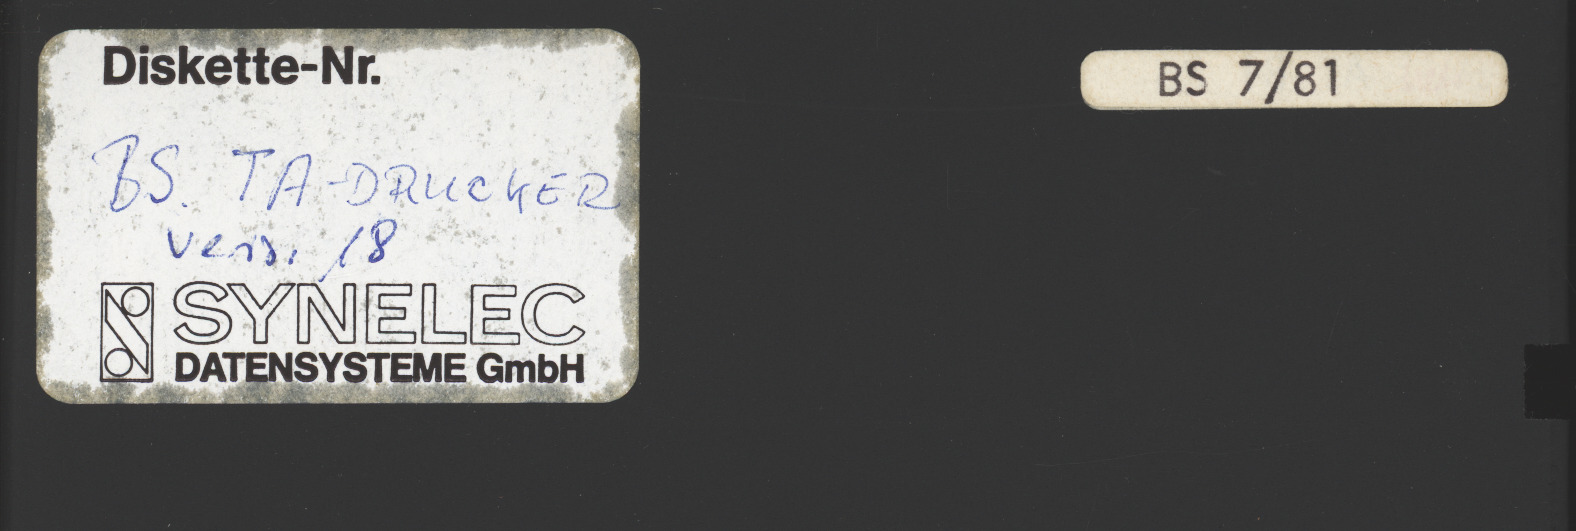 Diskette-Nr.
BS. TA-DRUCKER
Vers. 18
SYNELEC
DATENSYSTEME GmbH
BS 7/81